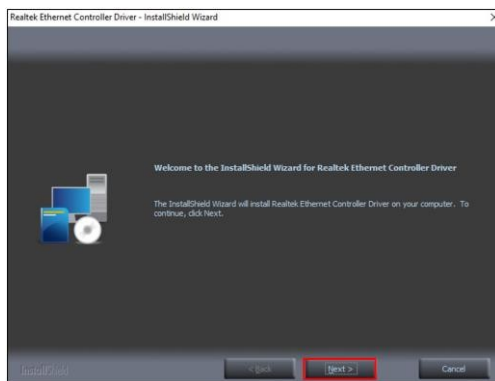 Realtek Ethernet Controller Driver - InstallShield Wizard
Welcome to the InstallShield Wizard for Realtek Ethernet Controller Driver
The InstallShield Wizard will install Realtek Ethernet Controller Driver on your computer. To
continue, click Next.
InstallShield
< Back
Next >
Cancel